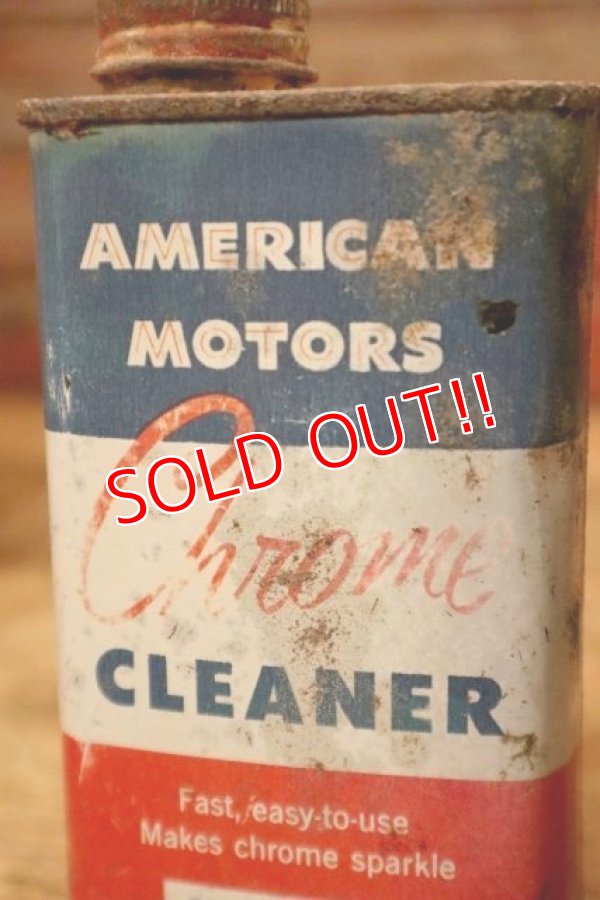 AMERICAN
MOTORS
SOLD OUT!!
Chrome
CLEANER
Fast, easy-to-use
Makes chrome sparkle